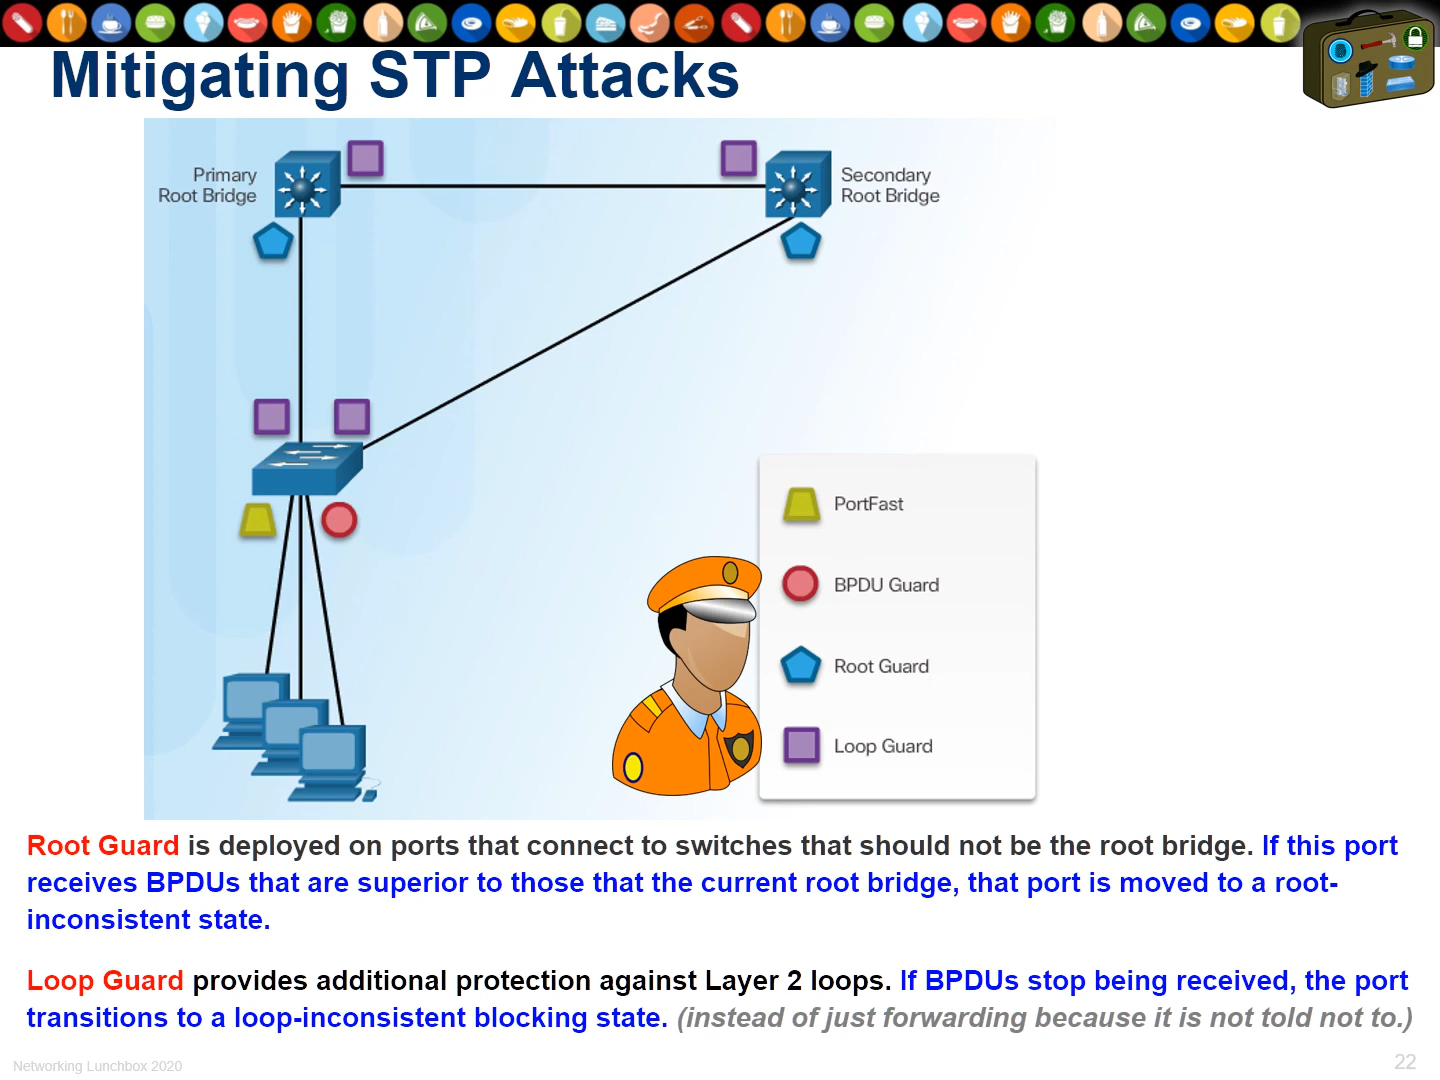 Mitigating STP Attacks
Primary
Root Bridge
Secondary
Root Bridge
PortFast
BPDU Guard
Root Guard
Loop Guard
Root Guard is deployed on ports that connect to switches that should not be the root bridge. If this port
receives BPDUs that are superior to those that the current root bridge, that port is moved to a root-
inconsistent state.
Loop Guard provides additional protection against Layer 2 loops. If BPDUs stop being received, the port
transitions to a loop-inconsistent blocking state. (instead of just forwarding because it is not told not to.)
Networking Lunchbox 2020
22